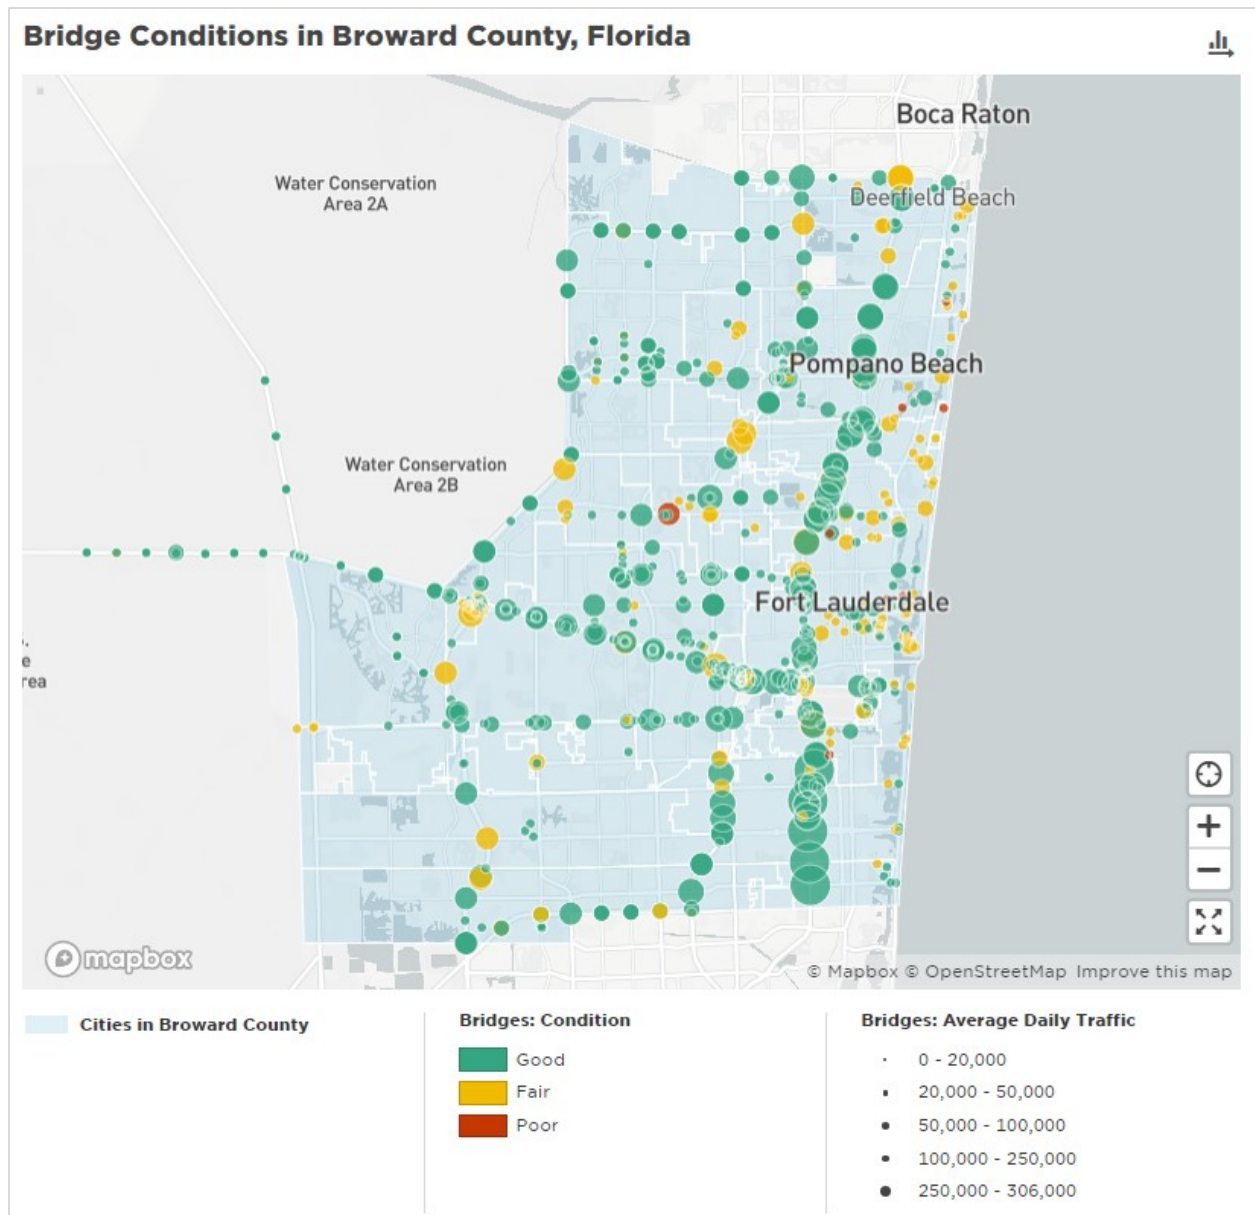 Bridge Conditions in Broward County, Florida
Boca Raton
Water Conservation
Area 2A
Deerfield Beach
Pompano Beach
Water Conservation
Area 2B
Fort Lauderdale
e
rea
mapbox
© Mapbox © OpenStreetMap Improve this map
Cities in Broward County
Bridges: Condition
Good
Fair
Poor
Bridges: Average Daily Traffic
0 - 20,000
20,000 - 50,000
50,000 - 100,000
100,000 - 250,000
250,000 - 306,000